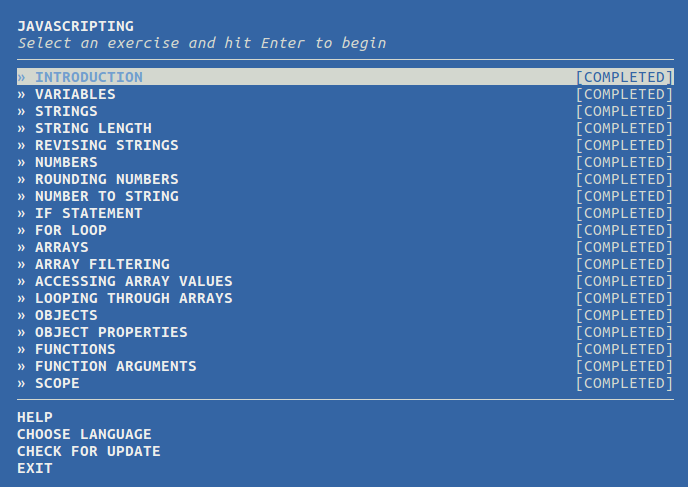 JAVASCRIPTING
Select an exercise and hit Enter to begin
» INTRODUCTION [COMPLETED]
» VARIABLES [COMPLETED]
» STRINGS [COMPLETED]
» STRING LENGTH [COMPLETED]
» REVISING STRINGS [COMPLETED]
» NUMBERS [COMPLETED]
» ROUNDING NUMBERS [COMPLETED]
» NUMBER TO STRING [COMPLETED]
» IF STATEMENT [COMPLETED]
» FOR LOOP [COMPLETED]
» ARRAYS [COMPLETED]
» ARRAY FILTERING [COMPLETED]
» ACCESSING ARRAY VALUES [COMPLETED]
» LOOPING THROUGH ARRAYS [COMPLETED]
» OBJECTS [COMPLETED]
» OBJECT PROPERTIES [COMPLETED]
» FUNCTIONS [COMPLETED]
» FUNCTION ARGUMENTS [COMPLETED]
» SCOPE [COMPLETED]
HELP
CHOOSE LANGUAGE
CHECK FOR UPDATE
EXIT